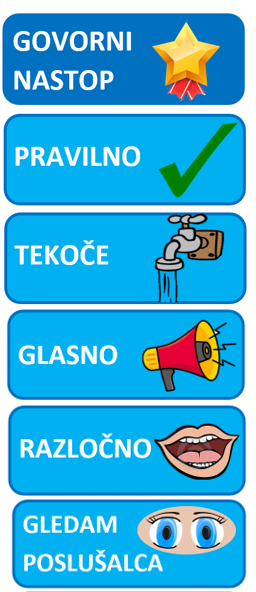 GOVORNI
NASTOP
PRAVILNO
TEKOČE
GLASNO
RAZLOČNO
GLEDAM
POSLUŠALCA